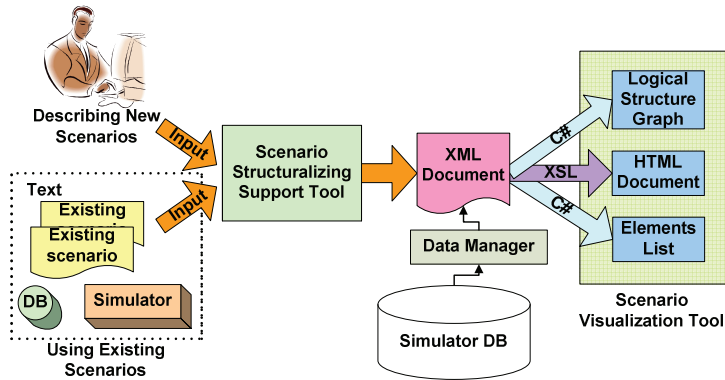 Describing New
Scenarios
Input
Text
Existing
Existing
scenario
Input
DB
Simulator
Using Existing
Scenarios
Scenario
Structuralizing
Support Tool
XML
Document
Data Manager
Simulator DB
C#
XSL
C#
Logical
Structure
Graph
HTML
Document
Elements
List
Scenario
Visualization Tool